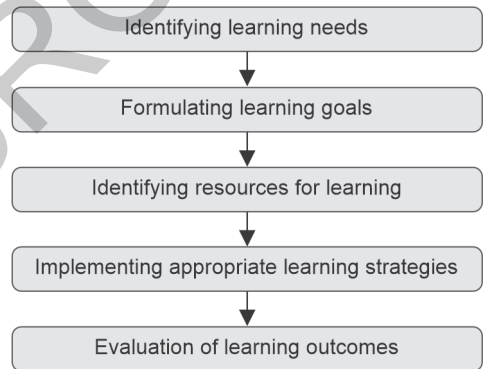 Identifying learning needs
Formulating learning goals
Identifying resources for learning
Implementing appropriate learning strategies
Evaluation of learning outcomes